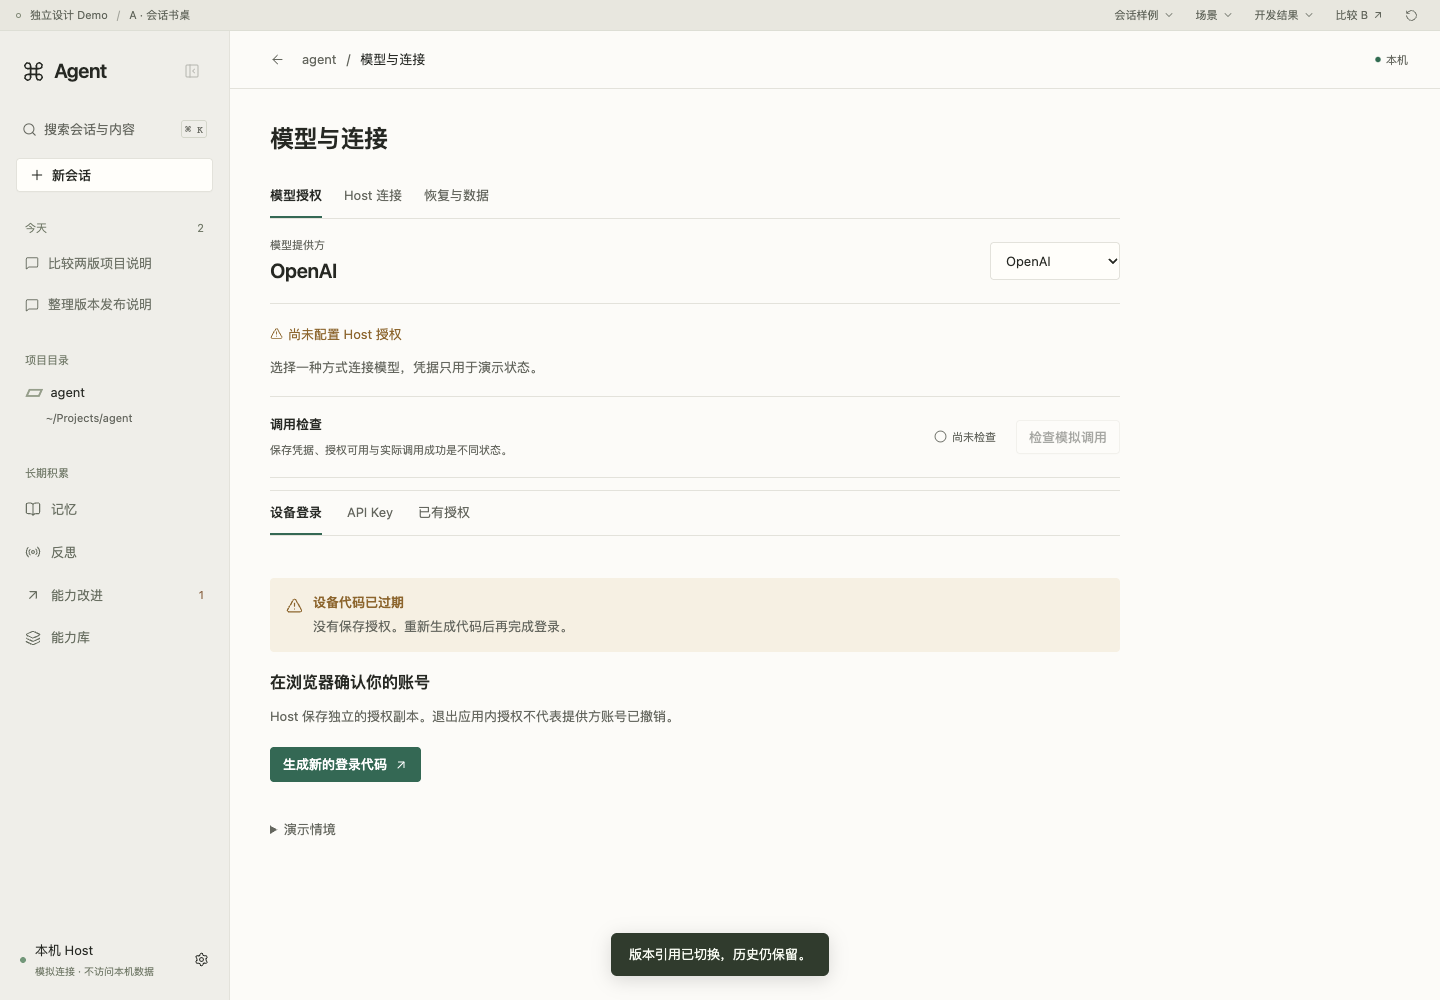 独立设计 Demo / A · 会话书桌
会话样例 场景 开发结果 比较 B
Agent
搜索会话与内容 ⌘ K
新会话
今天 2
比较两版项目说明
整理版本发布说明
项目目录
agent
~/Projects/agent
长期积累
记忆
反思
能力改进 1
能力库
本机 Host
模拟连接 · 不访问本机数据
agent / 模型与连接
本机
模型与连接
模型授权 Host 连接 恢复与数据
模型提供方
OpenAI
OpenAI
尚未配置 Host 授权
选择一种方式连接模型，凭据只用于演示状态。
调用检查
保存凭据、授权可用与实际调用成功是不同状态。
尚未检查 检查模拟调用
设备登录 API Key 已有授权
设备代码已过期
没有保存授权。重新生成代码后再完成登录。
在浏览器确认你的账号
Host 保存独立的授权副本。退出应用内授权不代表提供方账号已撤销。
生成新的登录代码
演示情境
版本引用已切换，历史仍保留。